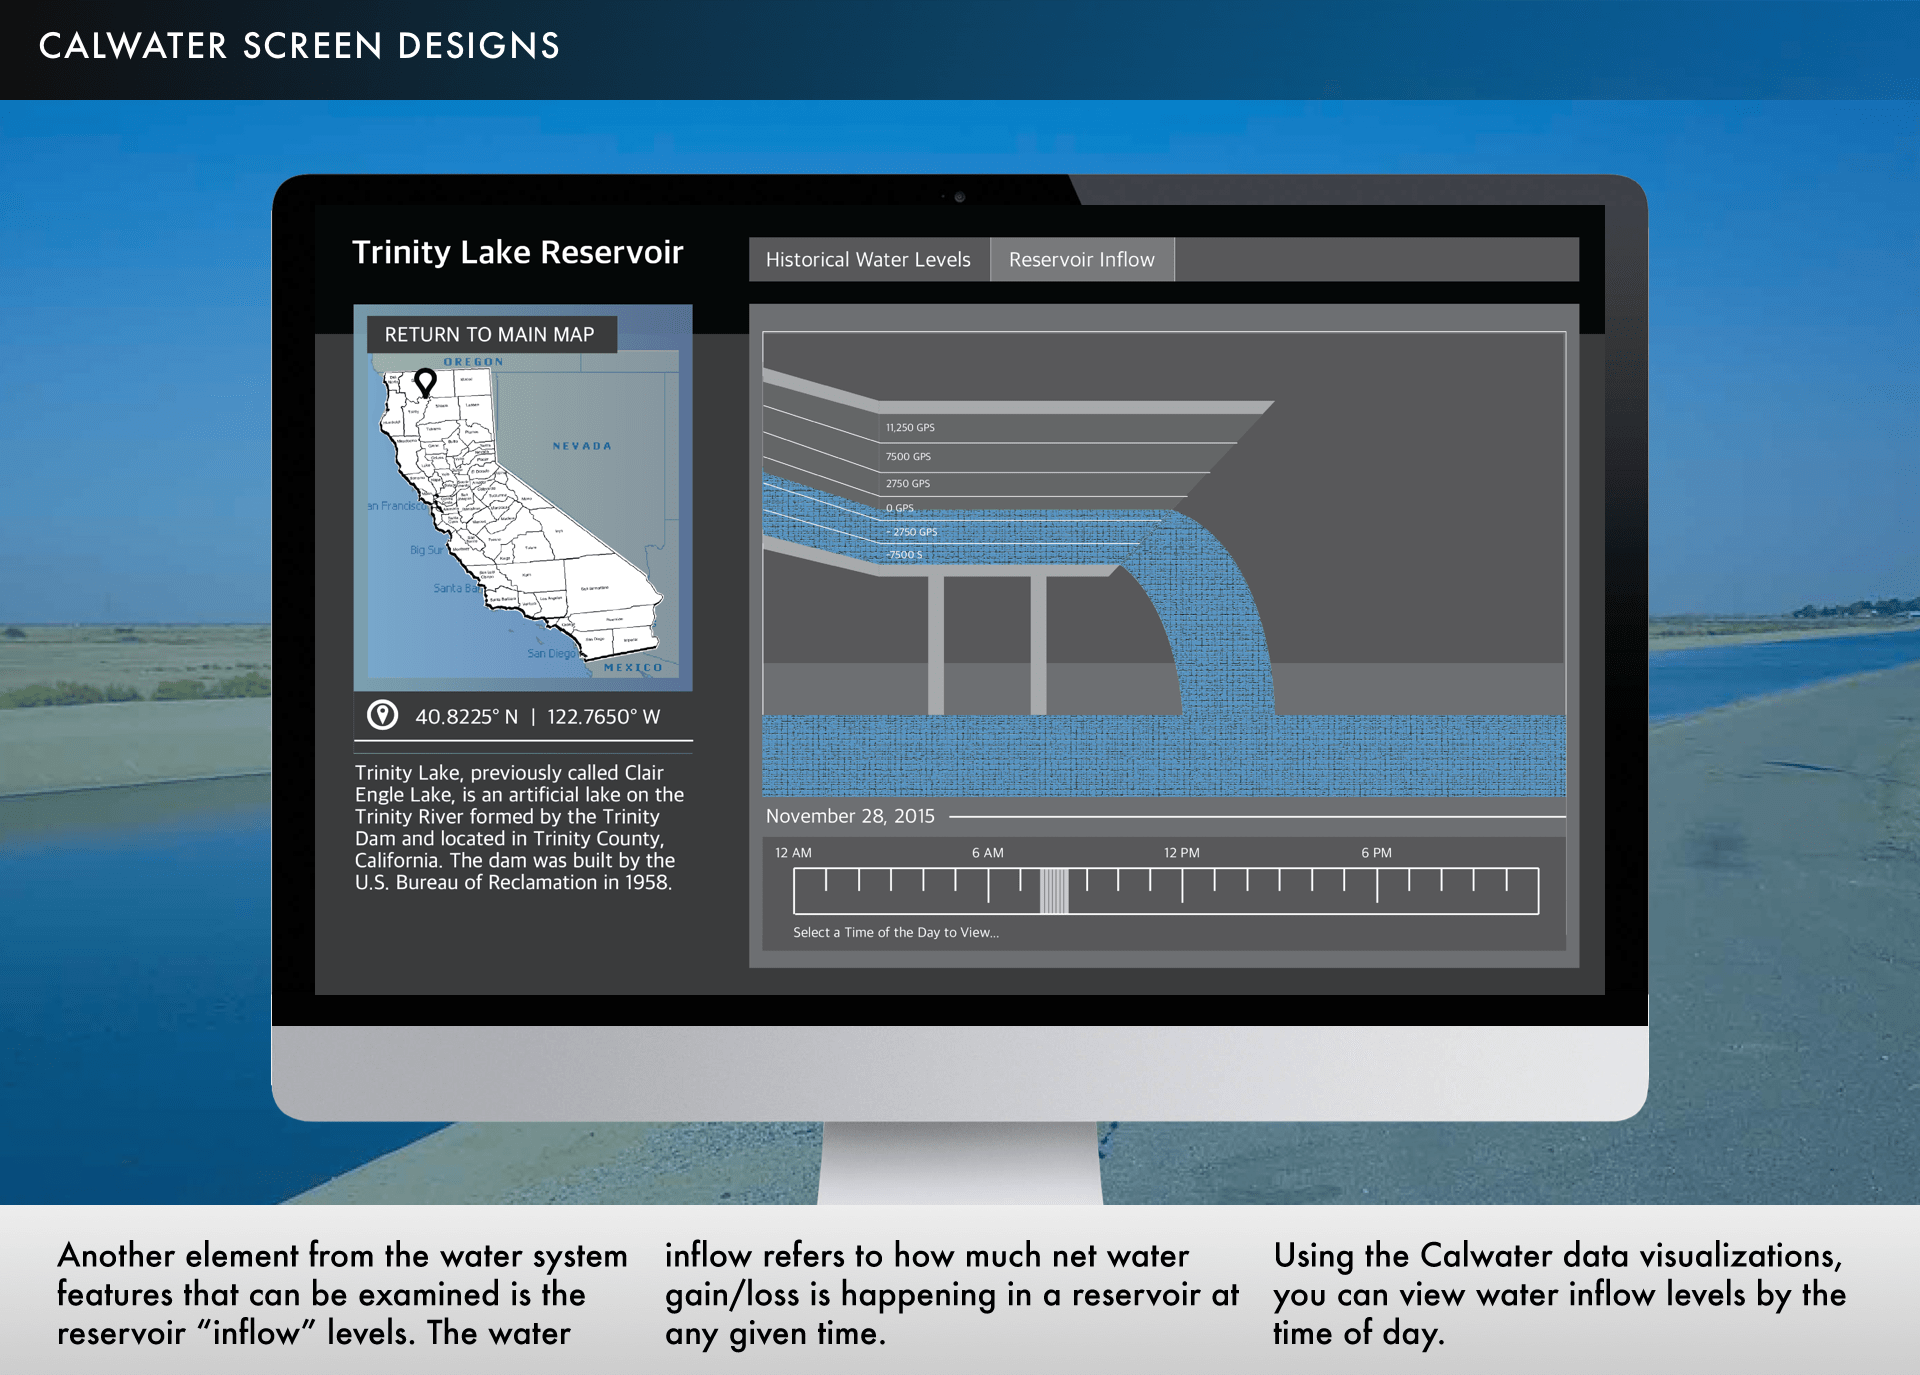 CALWATER SCREEN DESIGNS
Trinity Lake Reservoir
Historical Water Levels
Reservoir Inflow
RETURN TO MAIN MAP
OREGON
NEVADA
an Francisco
Big Sur
Santa Ba
San Diego
MEXICO
40.8225° N | 122.7650° W
Trinity Lake, previously called Clair
Engle Lake, is an artificial lake on the
Trinity River formed by the Trinity
Dam and located in Trinity County,
California. The dam was built by the
U.S. Bureau of Reclamation in 1958.
11,250 GPS
7500 GPS
2750 GPS
0 GPS
- 2750 GPS
-7500 S
November 28, 2015
12 AM
6 AM
12 PM
6 PM
Select a Time of the Day to View...
Another element from the water system
features that can be examined is the
reservoir “inflow” levels. The water
inflow refers to how much net water
gain/loss is happening in a reservoir at
any given time.
Using the Calwater data visualizations,
you can view water inflow levels by the
time of day.